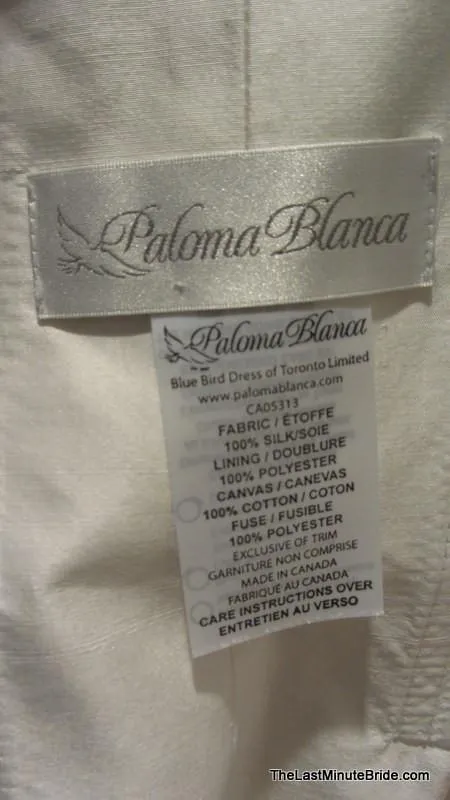 Paloma Blanca
Paloma Blanca
Blue Bird Dress of Toronto Limited
www.palomablanca.com
CA05313
FABRIC / ÉTOFFE
100% SILK/SOIE
LINING / DOUBLURE
100% POLYESTER
CANVAS / CANEVAS
100% COTTON / COTON
FUSE / FUSIBLE
100% POLYESTER
EXCLUSIVE OF TRIM
GARNITURE NON COMPRISE
MADE IN CANADA
FABRIQUE AU CANADA
CARE INSTRUCTIONS OVER
ENTRETIEN AU VERSO
TheLastMinuteBride.com